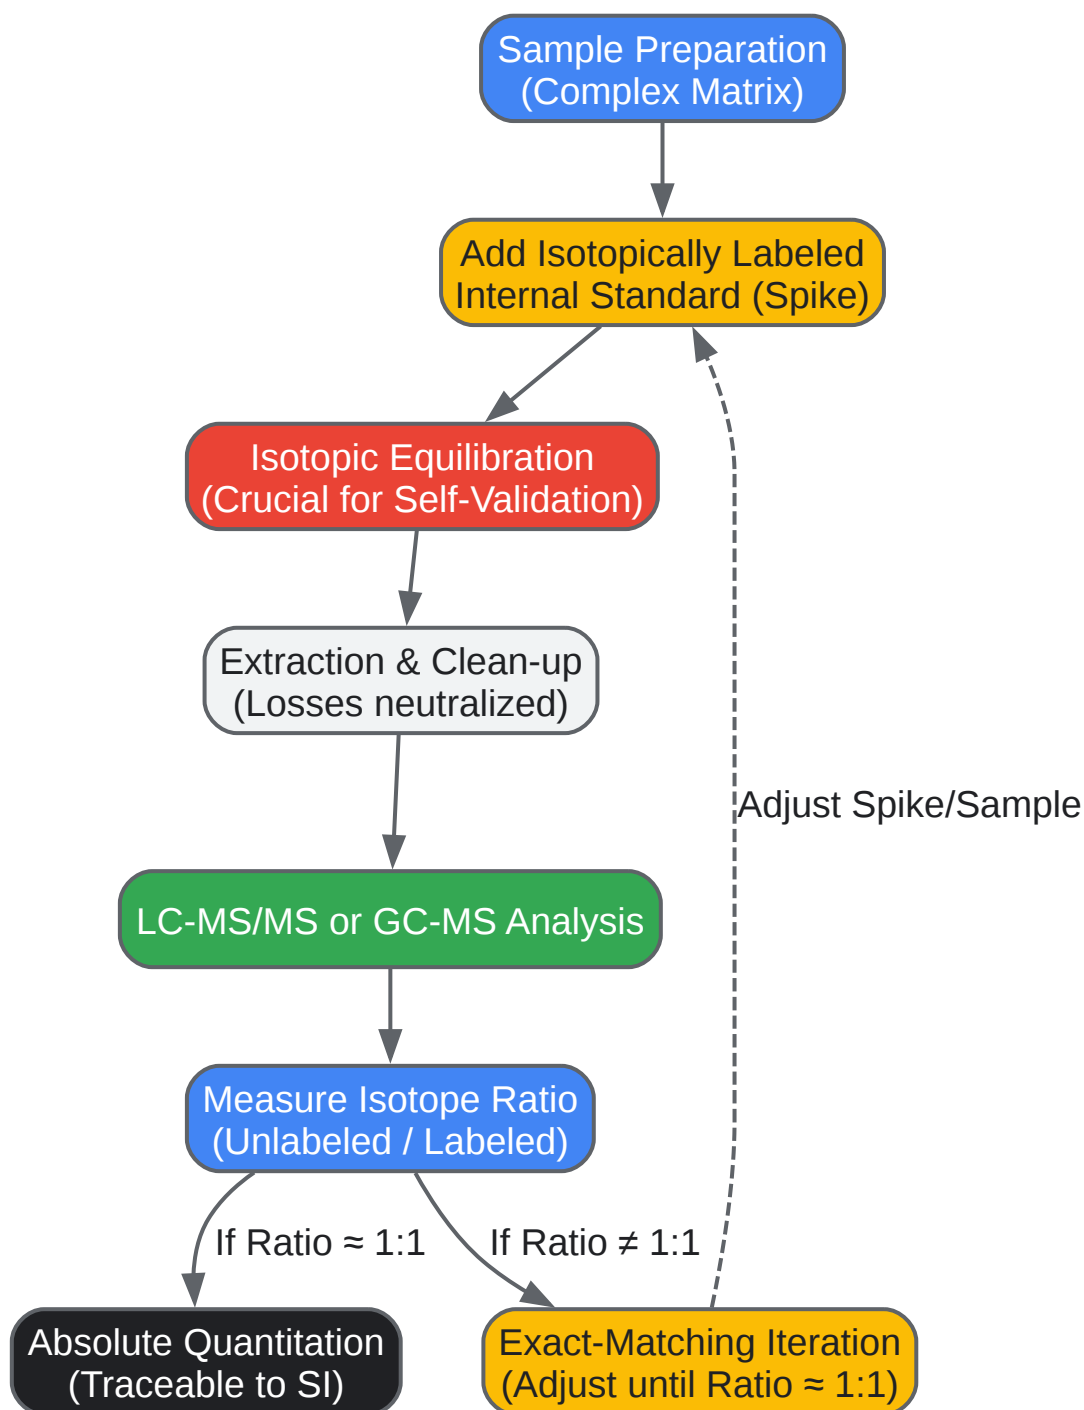 Sample Preparation
(Complex Matrix)
Add Isotopically Labeled
Internal Standard (Spike)
Isotopic Equilibration
(Crucial for Self-Validation)
Extraction & Clean-up
(Losses neutralized)
Adjust Spike/Sample
LC-MS/MS or GC-MS Analysis
Measure Isotope Ratio
(Unlabeled / Labeled)
If Ratio ≈ 1:1
If Ratio ≠ 1:1
Absolute Quantitation
(Traceable to SI)
Exact-Matching Iteration
(Adjust until Ratio ≈ 1:1)